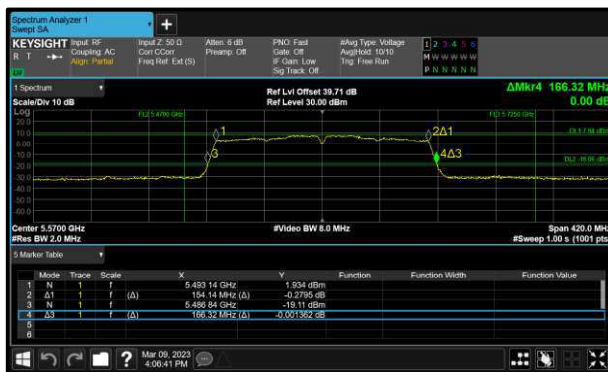 Spectrum Analyzer 1
Swept SA
KEYSIGHT
R T
Input: RF
Coupling: AC
Align: Partial
Input Z: 50 Ω
Corr CCorr
Freq Ref: Ext (S)
Atten: 6 dB
Preamp: Off
PNO: Fast
Gate: Off
IF Gain: Low
Sig Track: Off
#Avg Type: Voltage
Avg|Hold: 10/10
Trig: Free Run
1 2 3 4 5 6
M W W W W W
P N N N N N
1 Spectrum
Scale/Div 10 dB
Ref Lvl Offset 39.71 dB
Ref Level 30.00 dBm
ΔMkr4 166.32 MHz
0.00 dB
Log
20.0
10.0
0.00
-10.0
-20.0
-30.0
-40.0
-50.0
-60.0
FL2 5.4700 GHz
1
3
2Δ1
4Δ3
Center 5.5700 GHz
#Res BW 2.0 MHz
#Video BW 8.0 MHz
Span 420.0 MHz
#Sweep 1.00 s (1001 pts)
5 Marker Table
Mode Trace Scale X Y Function Function Width Function Value
1 N 1 f 5.493 14 GHz 1.934 dBm
2 Δ1 1 f (Δ) 154.14 MHz (Δ) -0.2795 dB
3 N 1 f 5.486 84 GHz -19.11 dBm
4 Δ3 1 f (Δ) 166.32 MHz (Δ) -0.001362 dB
5
6
?
Mar 09, 2023
4:06:41 PM